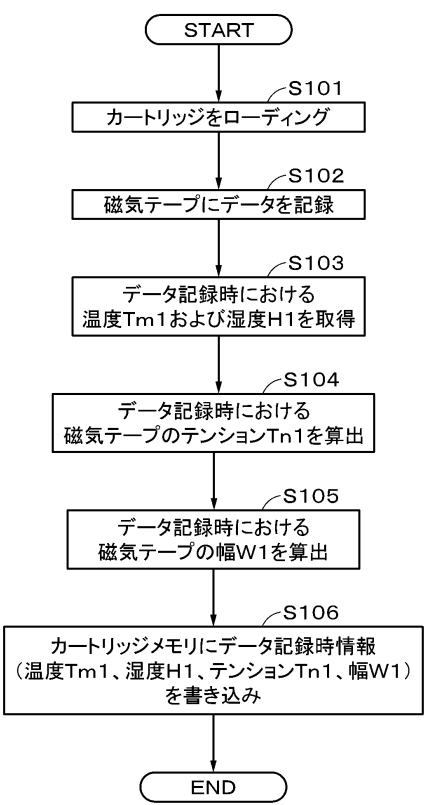 START
S101
カートリッジをローディング
S102
磁気テープにデータを記録
S103
データ記録時における
温度Tm1および湿度H1を取得
S104
データ記録時における
磁気テープのテンションTn1を算出
S105
データ記録時における
磁気テープの幅W1を算出
S106
カートリッジメモリにデータ記録時情報
(温度Tm1、湿度H1、テンションTn1、幅W1)
を書き込み
END